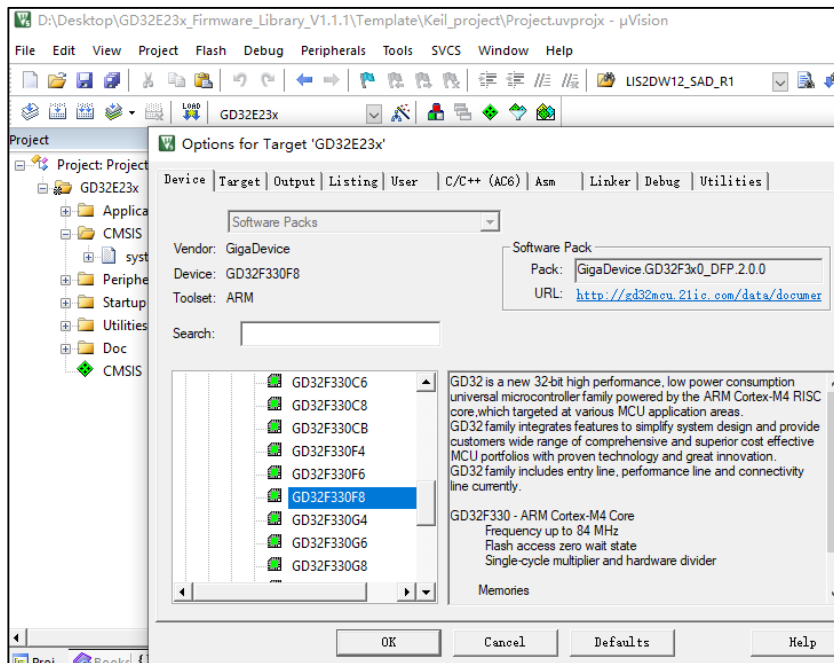 D:\Desktop\GD32E23x_Firmware_Library_V1.1.1\Template\Keil_project\Project.uvprojx - µVision
File Edit View Project Flash Debug Peripherals Tools SVCS Window Help
LIS2DW12_SAD_R1
LOAD GD32E23x
Project
Project: Project
GD32E23x
Applica
CMSIS
syst
Periphe
Startup
Utilities
Doc
CMSIS
Options for Target 'GD32E23x'
Device Target Output Listing User C/C++ (AC6) Asm Linker Debug Utilities
Software Packs
Vendor: GigaDevice
Device: GD32F330F8
Toolset: ARM
Search:
Software Pack
Pack: GigaDevice.GD32F3x0_DFP.2.0.0
URL: http://gd32mcu.21ic.com/data/documer
GD32F330C6
GD32F330C8
GD32F330CB
GD32F330F4
GD32F330F6
GD32F330F8
GD32F330G4
GD32F330G6
GD32F330G8
GD32 is a new 32-bit high performance, low power consumption
universal microcontroller family powered by the ARM Cortex-M4 RISC
core,which targeted at various MCU application areas.
GD32 family integrates features to simplify system design and provide
customers wide range of comprehensive and superior cost effective
MCU portfolios with proven technology and great innovation.
GD32 family includes entry line, performance line and connectivity
line currently.
GD32F330 - ARM Cortex-M4 Core
Frequency up to 84 MHz
Flash access zero wait state
Single-cycle multiplier and hardware divider
Memories
OK Cancel Defaults Help
Proj Books {}